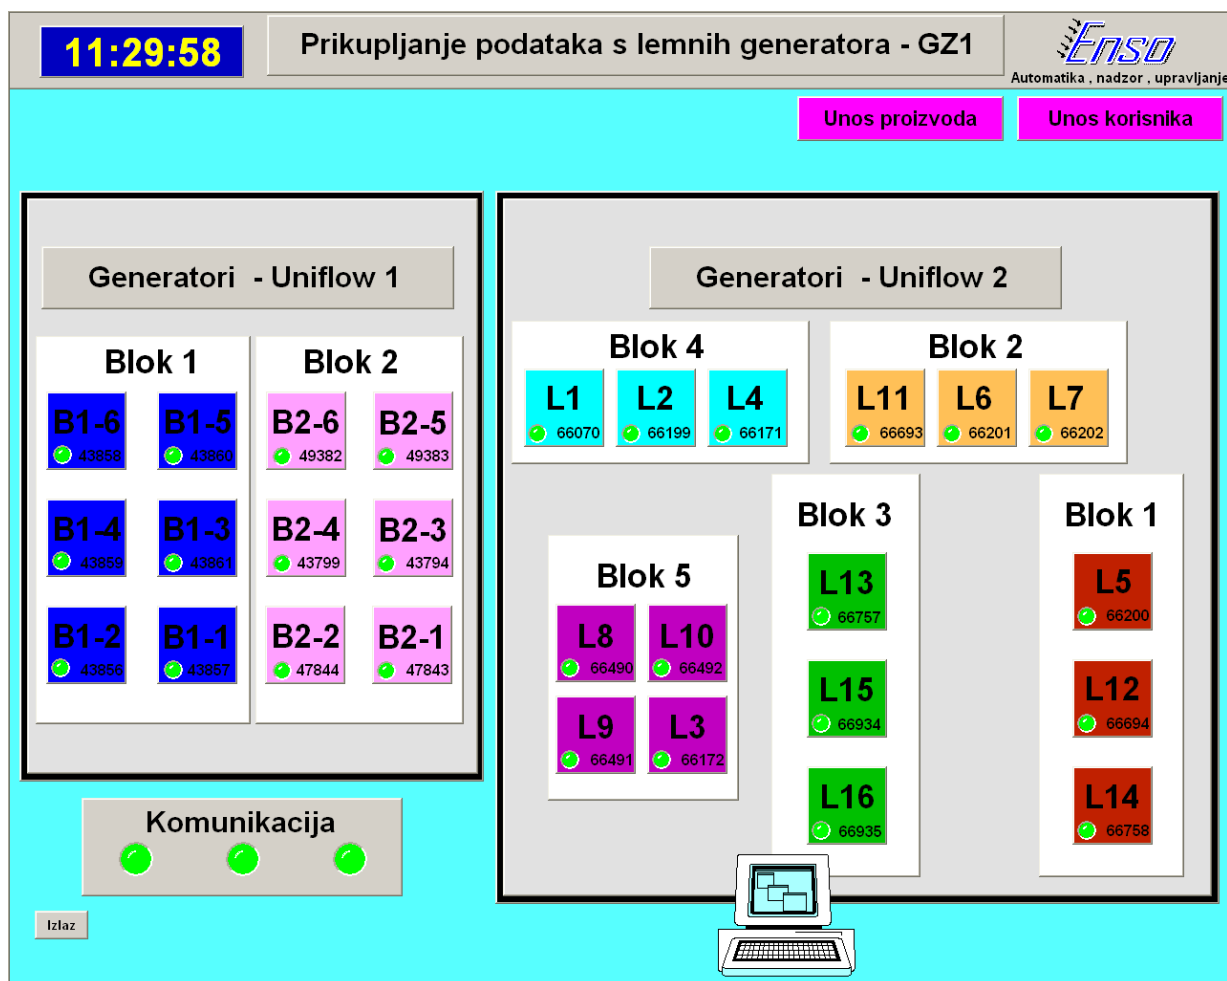 11:29:58
Prikupljanje podataka s lemnih generatora - GZ1
Enso
Automatika , nadzor , upravljanje
Unos proizvoda
Unos korisnika
Generatori - Uniflow 1
Blok 1
B1-6
43858
B1-5
43860
B1-4
43859
B1-3
43861
B1-2
43856
B1-1
43857
Blok 2
B2-6
49382
B2-5
49383
B2-4
43799
B2-3
43794
B2-2
47844
B2-1
47843
Generatori - Uniflow 2
Blok 4
L1
66070
L2
66199
L4
66171
Blok 2
L11
66693
L6
66201
L7
66202
Blok 5
L8
66490
L10
66492
L9
66491
L3
66172
Blok 3
L13
66757
L15
66934
L16
66935
Blok 1
L5
66200
L12
66694
L14
66758
Komunikacija
Izlaz